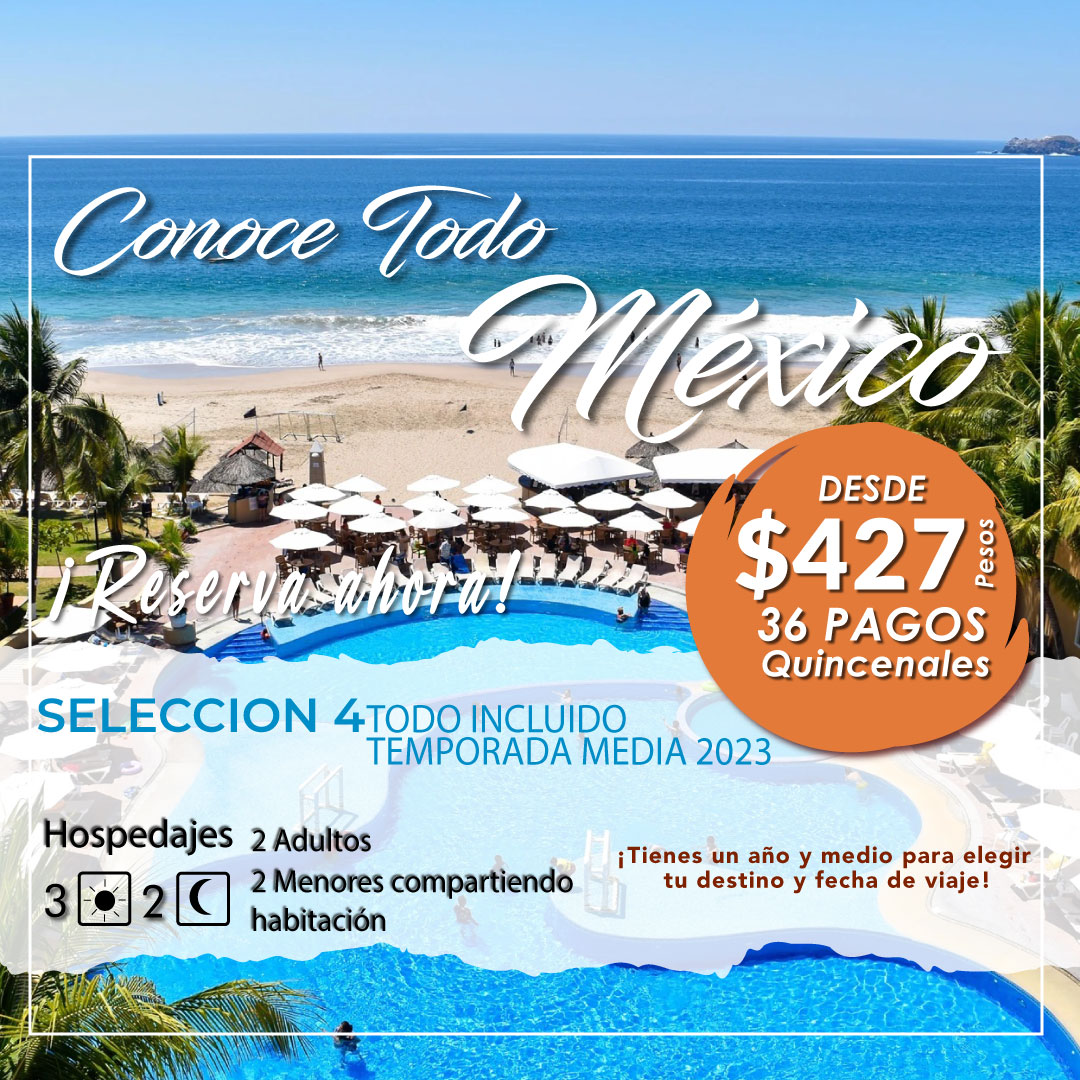 Conoce Todo
México
DESDE
$427 Pesos
36 PAGOS
Quincenales
¡Reserva ahora!
SELECCION 4 TODO INCLUIDO
TEMPORADA MEDIA 2023
Hospedajes
3 2
2 Adultos
2 Menores compartiendo
habitación
¡Tienes un año y medio para elegir
tu destino y fecha de viaje!